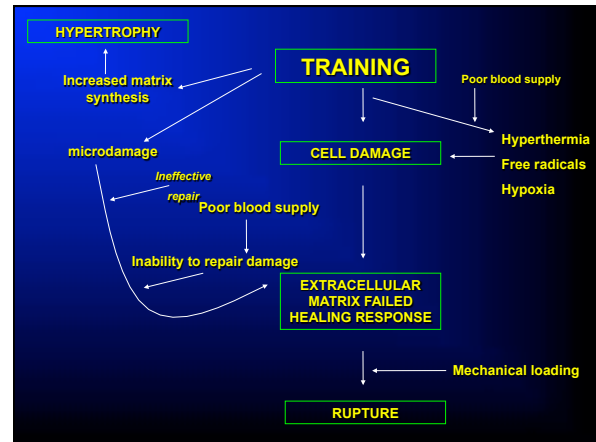 HYPERTROPHY
TRAINING
Increased matrix
synthesis
Poor blood supply
microdamage
CELL DAMAGE
Hyperthermia
Free radicals
Hypoxia
Ineffective
repair
Poor blood supply
Inability to repair damage
EXTRACELLULAR
MATRIX FAILED
HEALING RESPONSE
Mechanical loading
RUPTURE